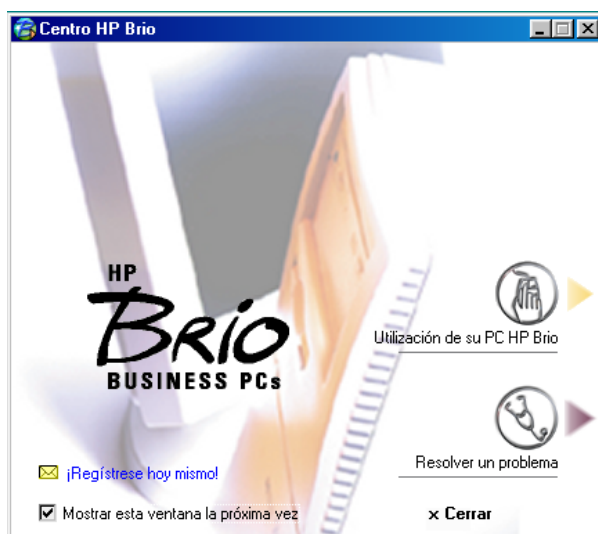 Centro HP Brio
HP
BRIO
BUSINESS PCs
Utilización de su PC HP Brio
Resolver un problema
¡Regístrese hoy mismo!
Mostrar esta ventana la próxima vez
x Cerrar